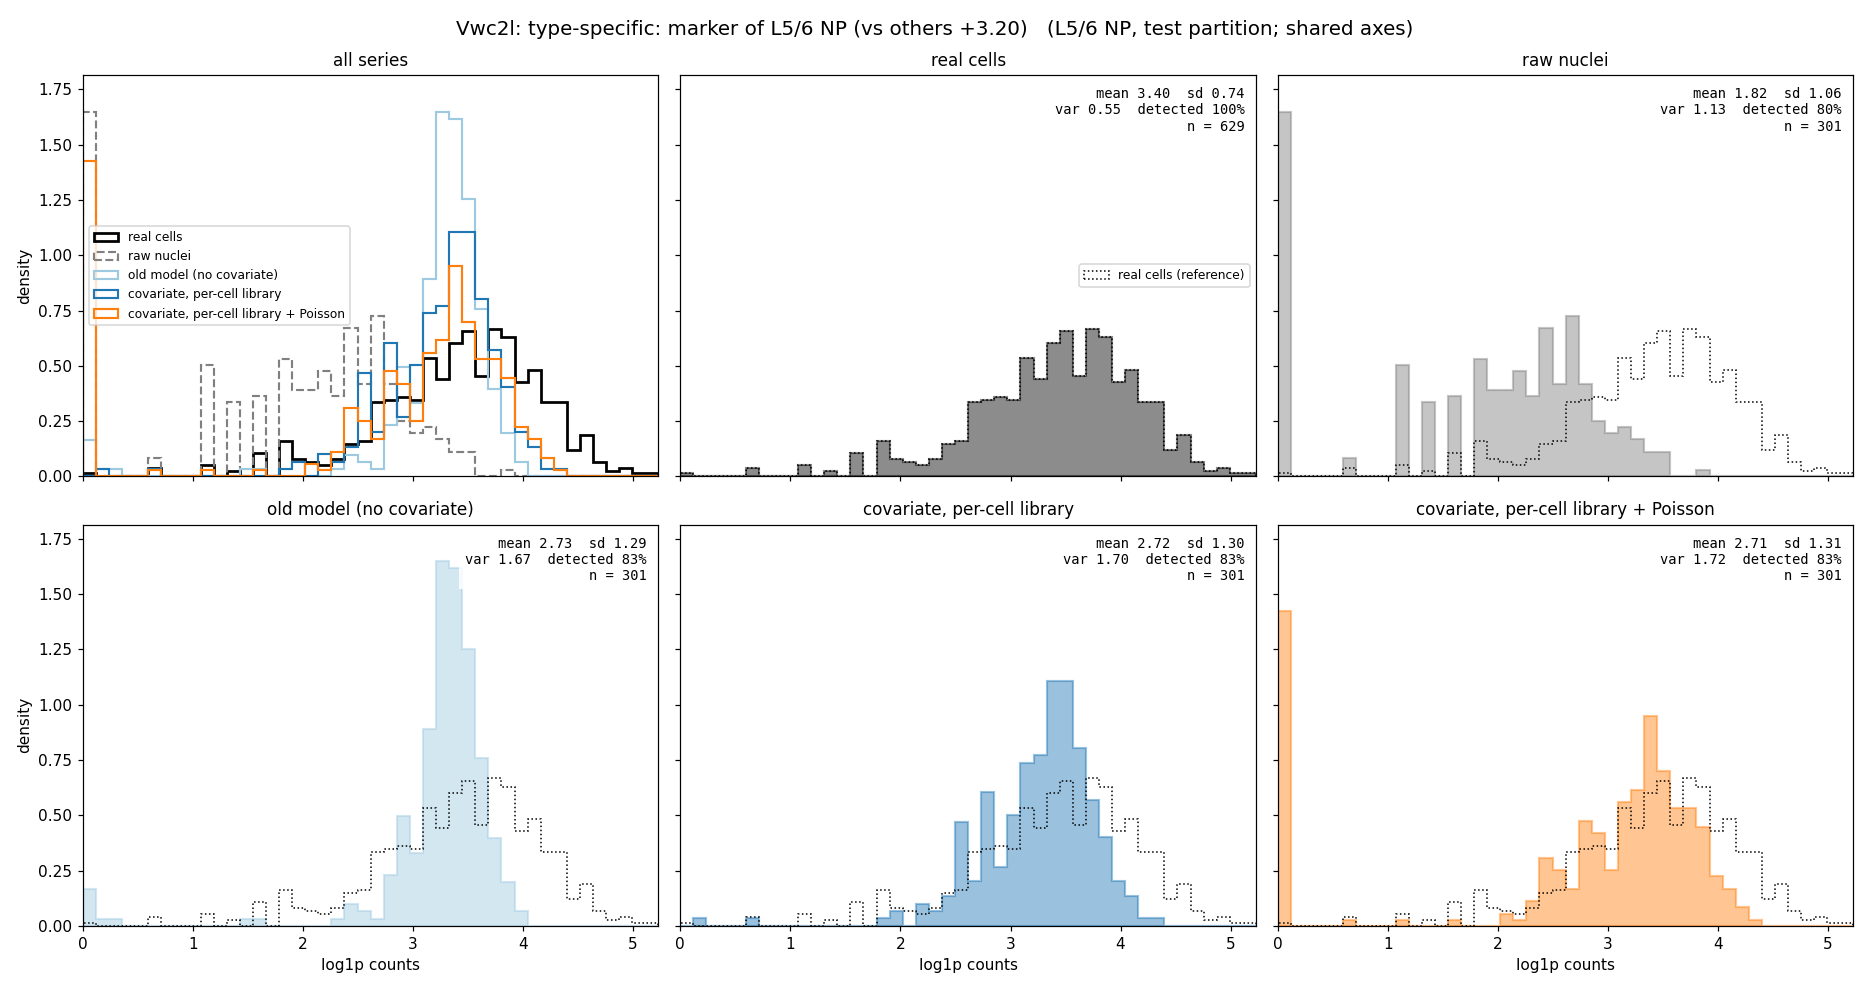 Vwc2l: type-specific: marker of L5/6 NP (vs others +3.20)   (L5/6 NP, test partition; shared axes)
all series
density
1.75
1.50
1.25
1.00
0.75
0.50
0.25
0.00
real cells
raw nuclei
old model (no covariate)
covariate, per-cell library
covariate, per-cell library + Poisson
real cells
mean 3.40  sd 0.74
var 0.55  detected 100%
n = 629
real cells (reference)
raw nuclei
mean 1.82  sd 1.06
var 1.13  detected 80%
n = 301
old model (no covariate)
density
1.75
1.50
1.25
1.00
0.75
0.50
0.25
0.00
mean 2.73  sd 1.29
var 1.67  detected 83%
n = 301
0 1 2 3 4 5
log1p counts
covariate, per-cell library
mean 2.72  sd 1.30
var 1.70  detected 83%
n = 301
0 1 2 3 4 5
log1p counts
covariate, per-cell library + Poisson
mean 2.71  sd 1.31
var 1.72  detected 83%
n = 301
0 1 2 3 4 5
log1p counts